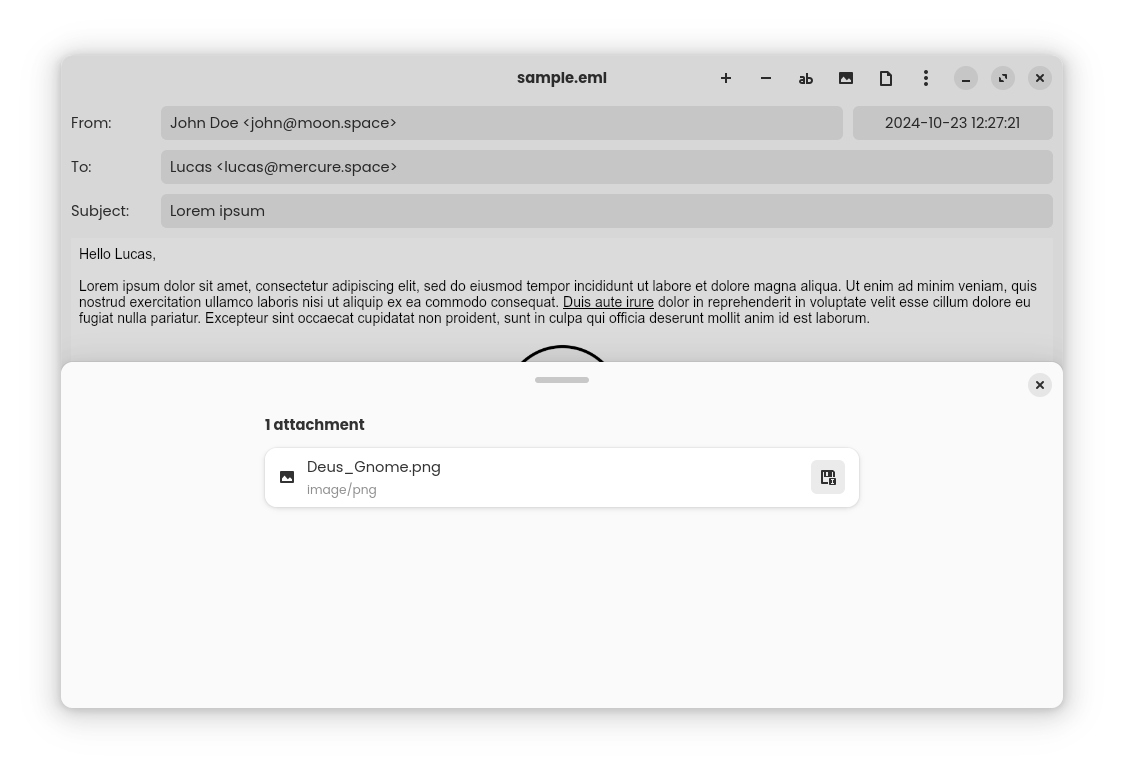 sample.eml
ab
From: John Doe <john@moon.space> 2024-10-23 12:27:21
To: Lucas <lucas@mercure.space>
Subject: Lorem ipsum
Hello Lucas,
Lorem ipsum dolor sit amet, consectetur adipiscing elit, sed do eiusmod tempor incididunt ut labore et dolore magna aliqua. Ut enim ad minim veniam, quis
nostrud exercitation ullamco laboris nisi ut aliquip ex ea commodo consequat. Duis aute irure dolor in reprehenderit in voluptate velit esse cillum dolore eu
fugiat nulla pariatur. Excepteur sint occaecat cupidatat non proident, sunt in culpa qui officia deserunt mollit anim id est laborum.
1 attachment
Deus_Gnome.png
image/png